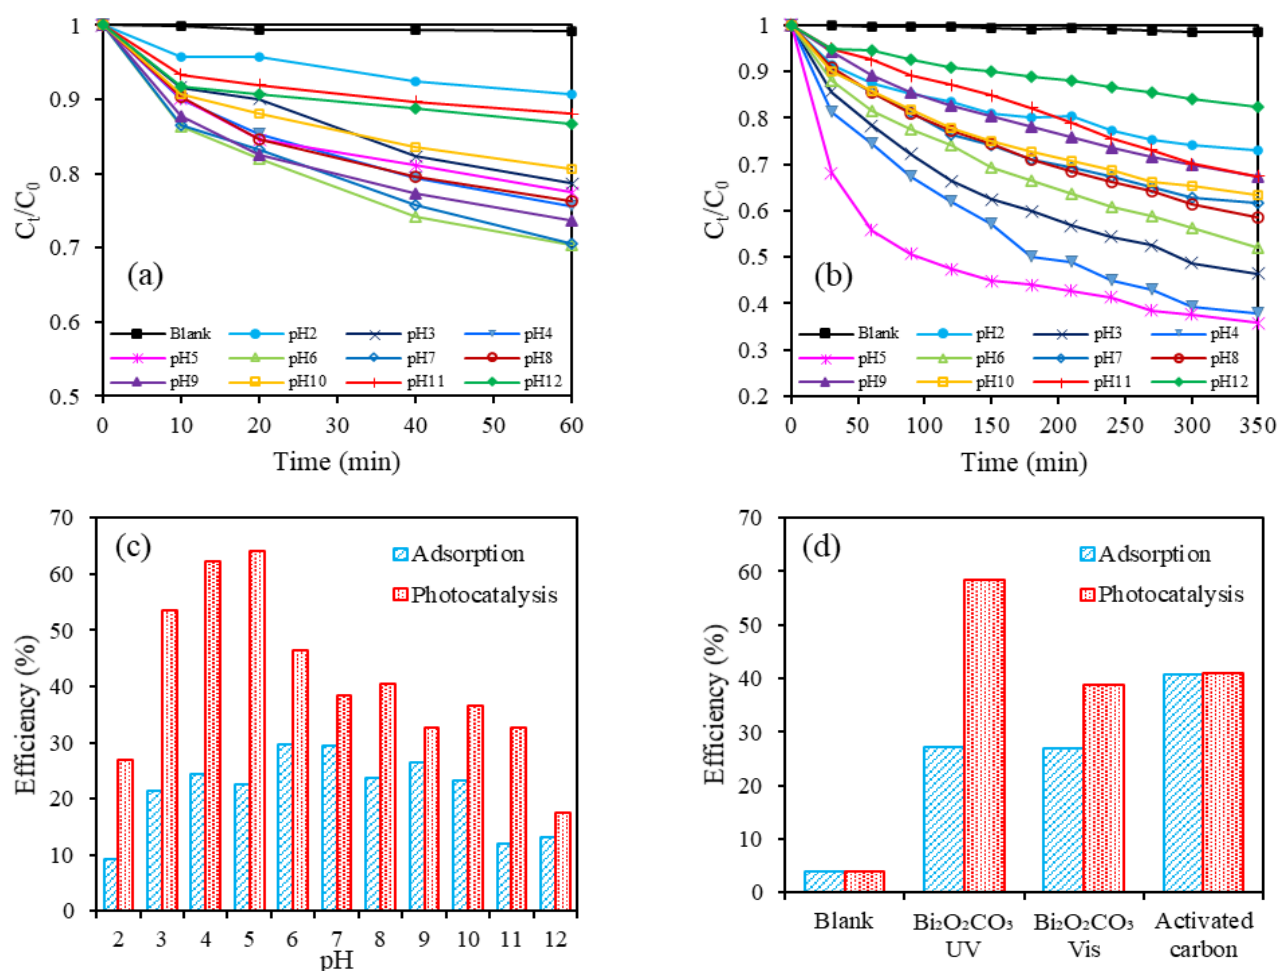 1
0.9
0.8
0.7
0.6
0.5
Cₜ/C₀
(a)
Blank pH2 pH3 pH4
pH5 pH6 pH7 pH8
pH9 pH10 pH11 pH12
0 10 20 30 40 50 60
Time (min)
1
0.9
0.8
0.7
0.6
0.5
0.4
0.3
0.2
Cₜ/C₀
(b)
Blank pH2 pH3 pH4
pH5 pH6 pH7 pH8
pH9 pH10 pH11 pH12
0 50 100 150 200 250 300 350
Time (min)
70
60
50
40
30
20
10
0
Efficiency (%)
(c)
Adsorption
Photocatalysis
2 3 4 5 6 7 8 9 10 11 12
pH
70
60
50
40
30
20
10
0
Efficiency (%)
(d)
Adsorption
Photocatalysis
Blank Bi₂O₂CO₃ Bi₂O₂CO₃ Activated
UV Vis carbon